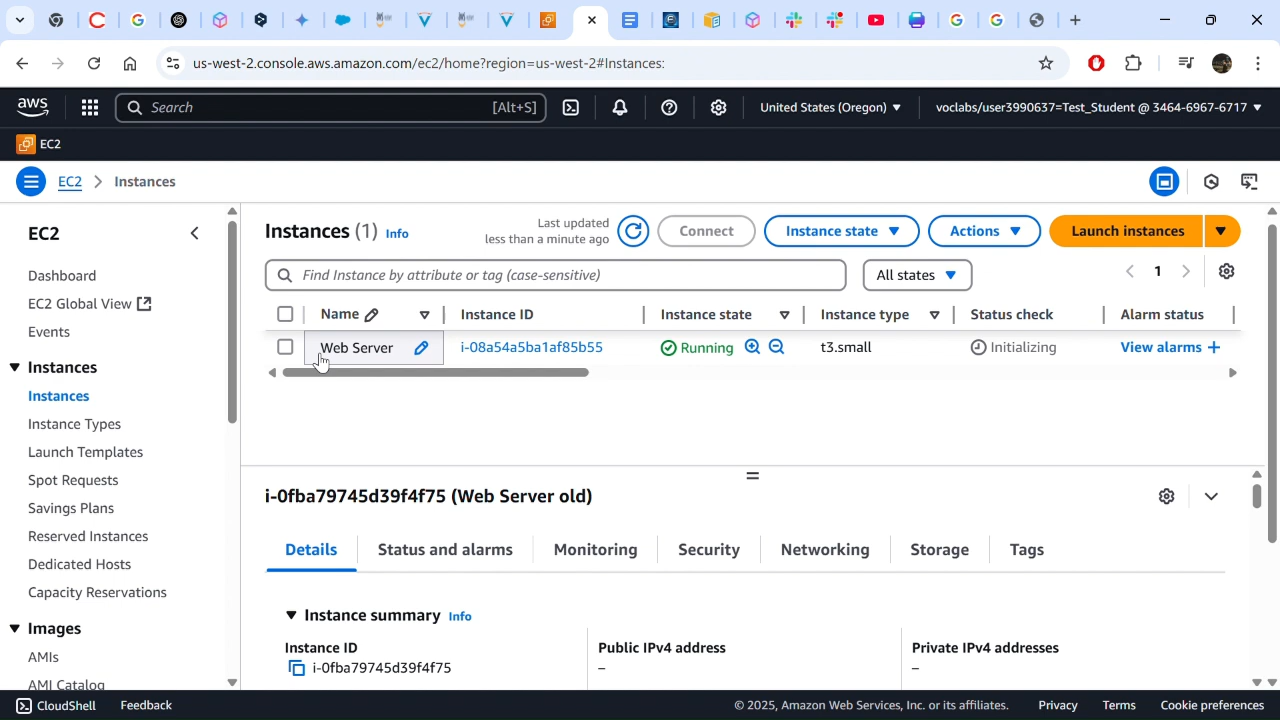 us-west-2.console.aws.amazon.com/ec2/home?region=us-west-2#Instances:
aws
Search
[Alt+S]
United States (Oregon)
voclabs/user3990637=Test_Student @ 3464-6967-6717
EC2
EC2
Instances
EC2
Dashboard
EC2 Global View
Events
Instances
Instances
Instance Types
Launch Templates
Spot Requests
Savings Plans
Reserved Instances
Dedicated Hosts
Capacity Reservations
Images
AMIs
AMI Catalog
Instances (1) Info
Last updated
less than a minute ago
Connect
Instance state
Actions
Launch instances
Find Instance by attribute or tag (case-sensitive)
All states
1
Name
Instance ID
Instance state
Instance type
Status check
Alarm status
Web Server
i-08a54a5ba1af85b55
Running
t3.small
Initializing
View alarms +
i-0fba79745d39f4f75 (Web Server old)
Details
Status and alarms
Monitoring
Security
Networking
Storage
Tags
Instance summary Info
Instance ID
i-0fba79745d39f4f75
Public IPv4 address
–
Private IPv4 addresses
–
CloudShell
Feedback
© 2025, Amazon Web Services, Inc. or its affiliates.
Privacy
Terms
Cookie preferences